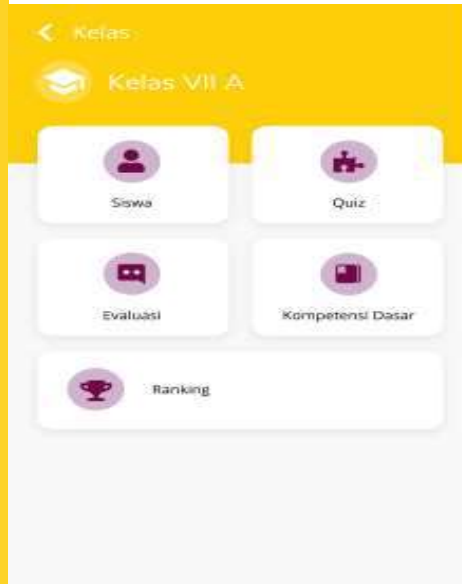 Kelas
Kelas VII A
Siswa
Quiz
Evaluasi
Kompetensi Dasar
Ranking